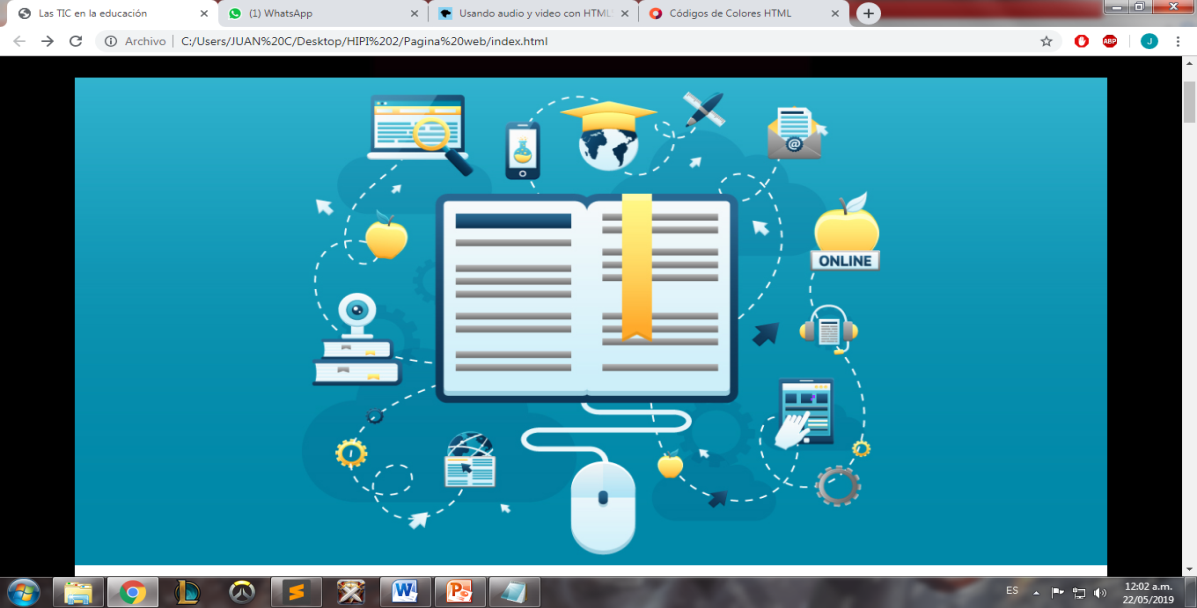 Las TIC en la educación
(1) WhatsApp
Usando audio y video con HTML
Códigos de Colores HTML
Archivo
C:/Users/JUAN%20C/Desktop/HIPI%202/Pagina%20web/index.html
ABP
J
@
ONLINE
ES
12:02 a.m.
22/05/2019